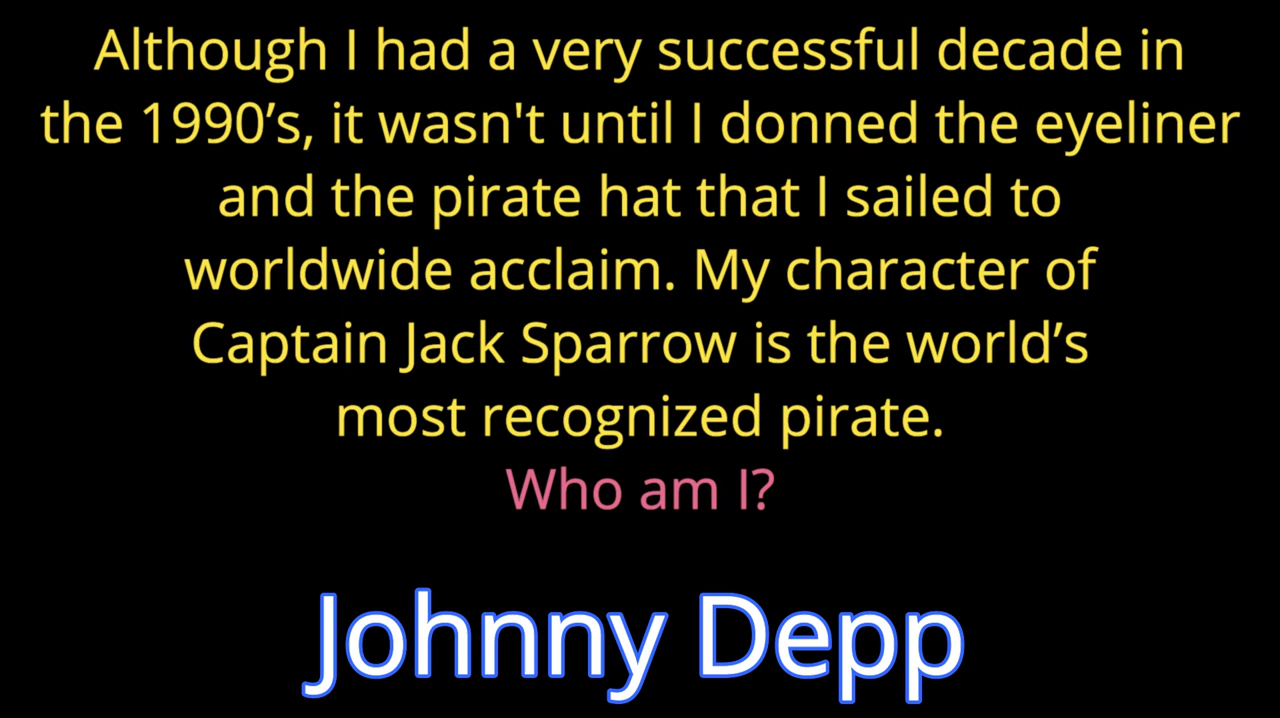 Although I had a very successful decade in
the 1990’s, it wasn't until I donned the eyeliner
and the pirate hat that I sailed to
worldwide acclaim. My character of
Captain Jack Sparrow is the world’s
most recognized pirate.
Who am I?
Johnny Depp